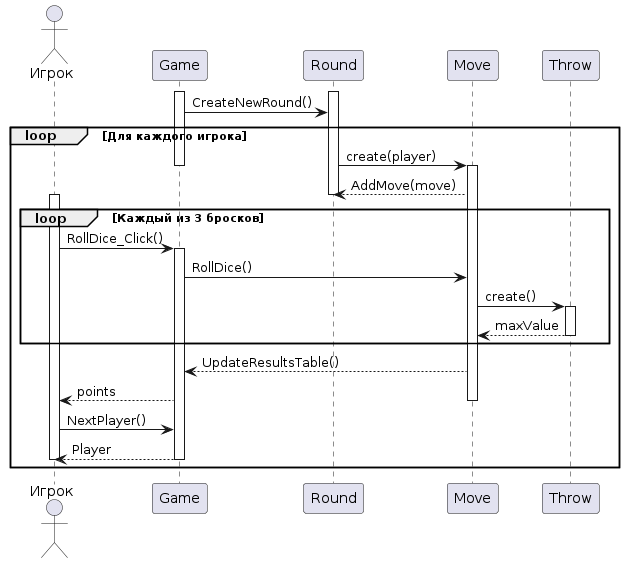 Игрок
Game
Round
Move
Throw
CreateNewRound()
loop [Для каждого игрока]
create(player)
AddMove(move)
loop [Каждый из 3 бросков]
RollDice_Click()
RollDice()
create()
maxValue
UpdateResultsTable()
points
NextPlayer()
Player
Игрок
Game
Round
Move
Throw